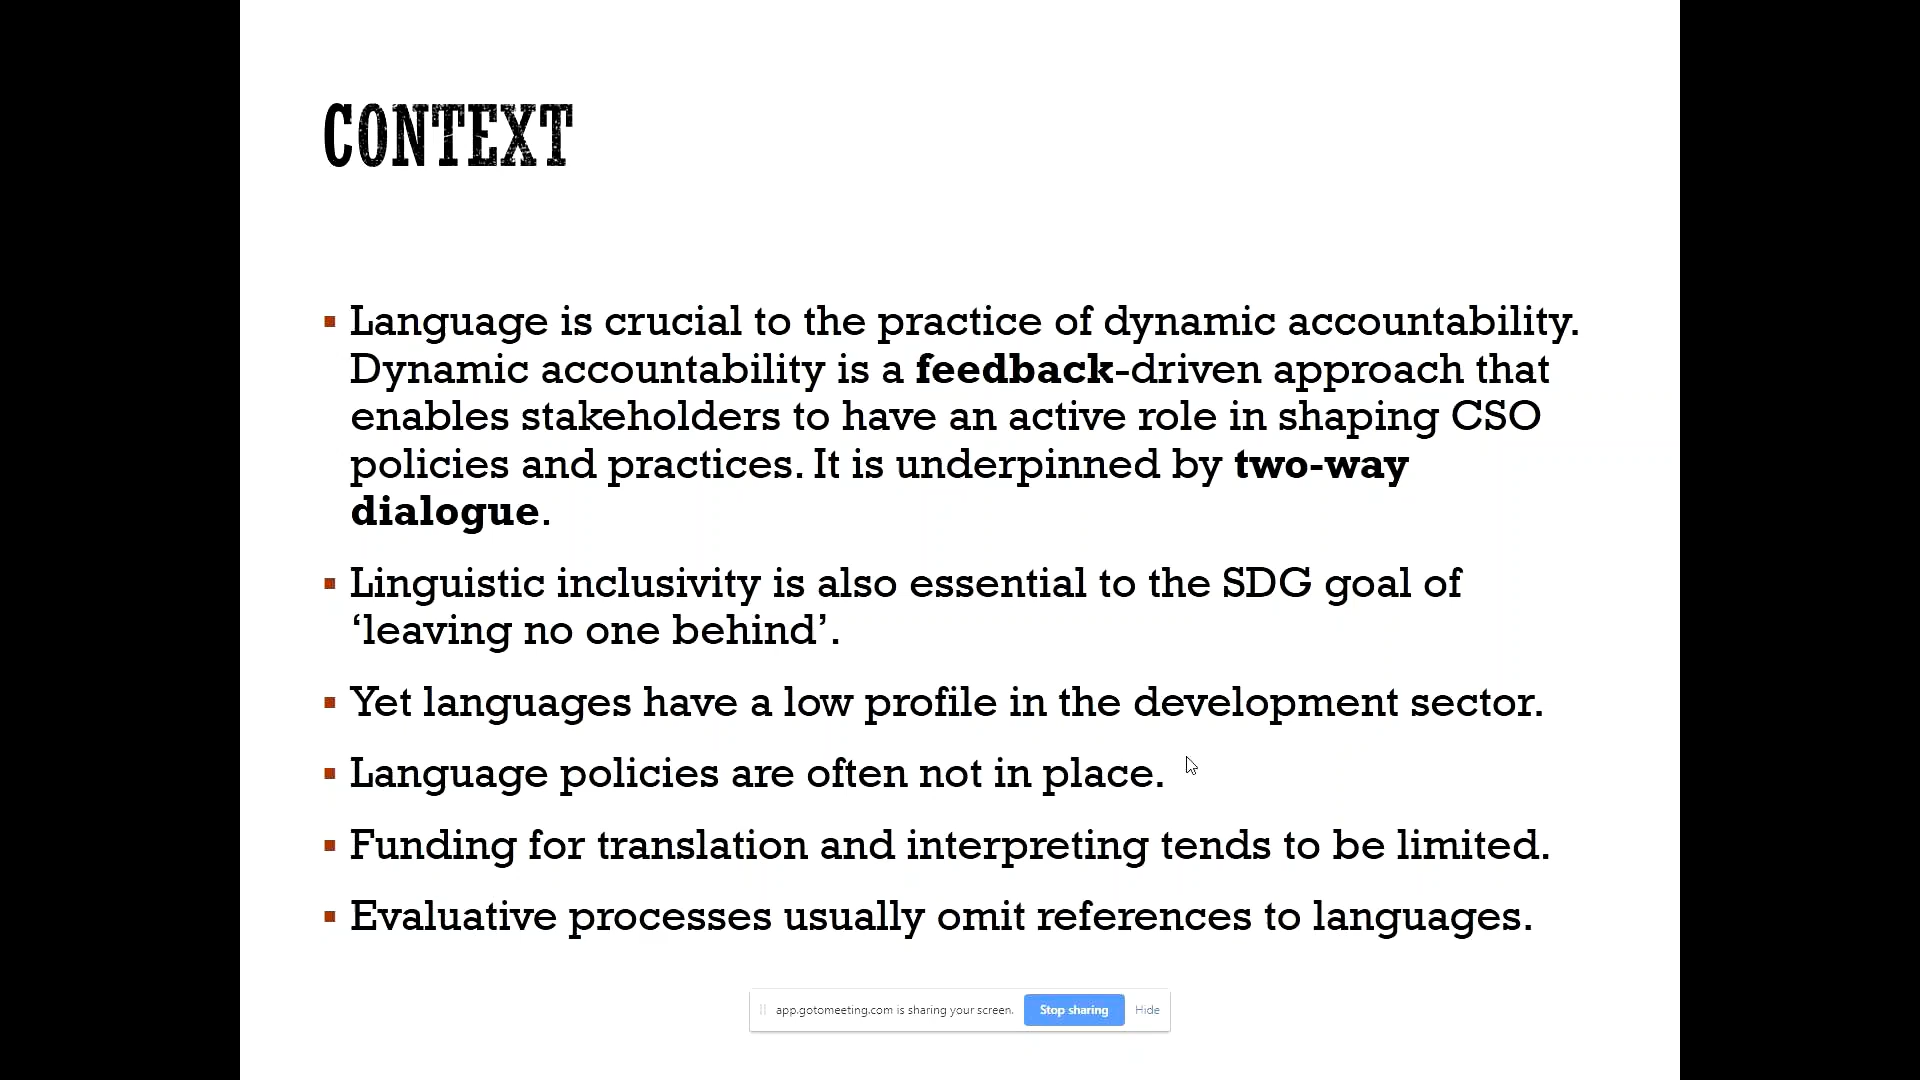 CONTEXT
▪ Language is crucial to the practice of dynamic accountability.
Dynamic accountability is a feedback-driven approach that
enables stakeholders to have an active role in shaping CSO
policies and practices. It is underpinned by two-way
dialogue.
▪ Linguistic inclusivity is also essential to the SDG goal of
‘leaving no one behind’.
▪ Yet languages have a low profile in the development sector.
▪ Language policies are often not in place.
▪ Funding for translation and interpreting tends to be limited.
▪ Evaluative processes usually omit references to languages.
app.gotomeeting.com is sharing your screen. Stop sharing Hide